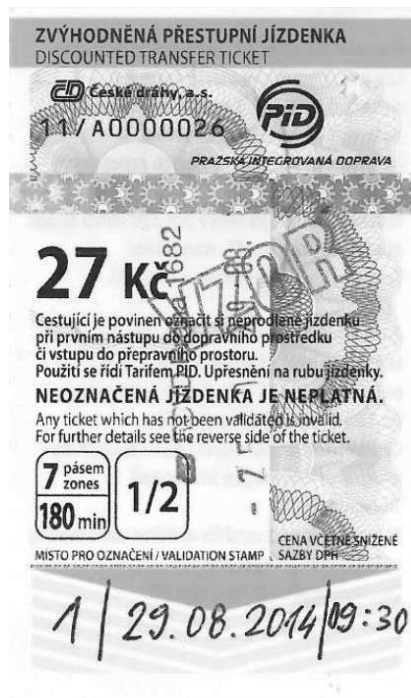 ZVÝHODNĚNÁ PŘESTUPNÍ JÍZDENKA
DISCOUNTED TRANSFER TICKET
ČD České dráhy, a.s.
11/A0000026
PID
PRAŽSKÁ INTEGROVANÁ DOPRAVA
27 Kč
VZOR
Cestující je povinen označit si neprodleně jízdenku
při prvním nástupu do dopravního prostředku
či vstupu do přepravního prostoru.
Použití se řídí Tarifem PID. Upřesnění na rubu jízdenky.
NEOZNAČENÁ JÍZDENKA JE NEPLATNÁ.
Any ticket which has not been validated is invalid.
For further details see the reverse side of the ticket.
7 pásem
zones
180 min
1/2
CENA VČETNĚ SNÍŽENÉ
SAZBY DPH
MÍSTO PRO OZNAČENÍ / VALIDATION STAMP
1682
1 / 29.08.2014 / 09:30